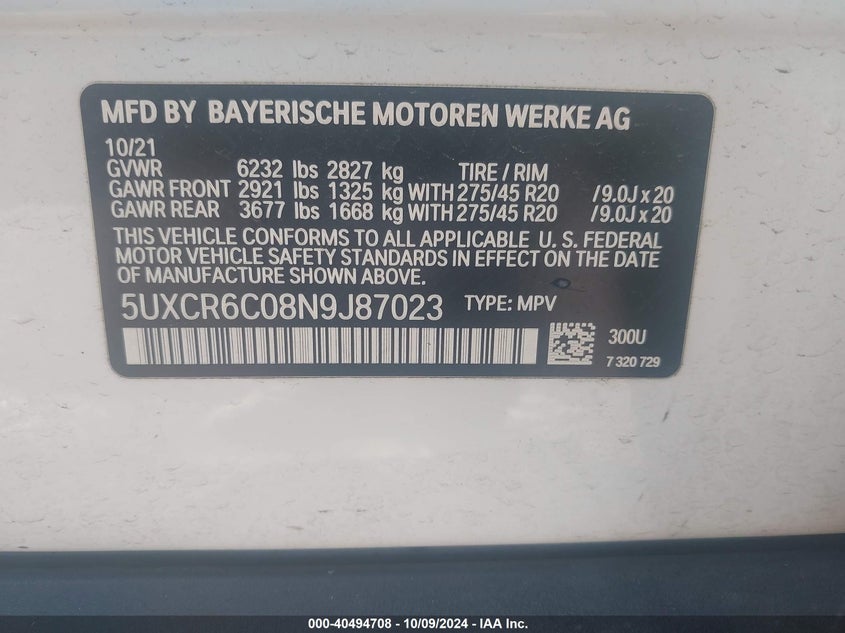 MFD BY BAYERISCHE MOTOREN WERKE AG
10/21
GVWR 6232 lbs 2827 kg TIRE / RIM
GAWR FRONT 2921 lbs 1325 kg WITH 275/45 R20 /9.0J x 20
GAWR REAR 3677 lbs 1668 kg WITH 275/45 R20 /9.0J x 20
THIS VEHICLE CONFORMS TO ALL APPLICABLE U. S. FEDERAL
MOTOR VEHICLE SAFETY STANDARDS IN EFFECT ON THE DATE
OF MANUFACTURE SHOWN ABOVE.
5UXCR6C08N9J87023 TYPE: MPV
300U
7 320 729
000-40494708 - 10/09/2024 - IAA Inc.